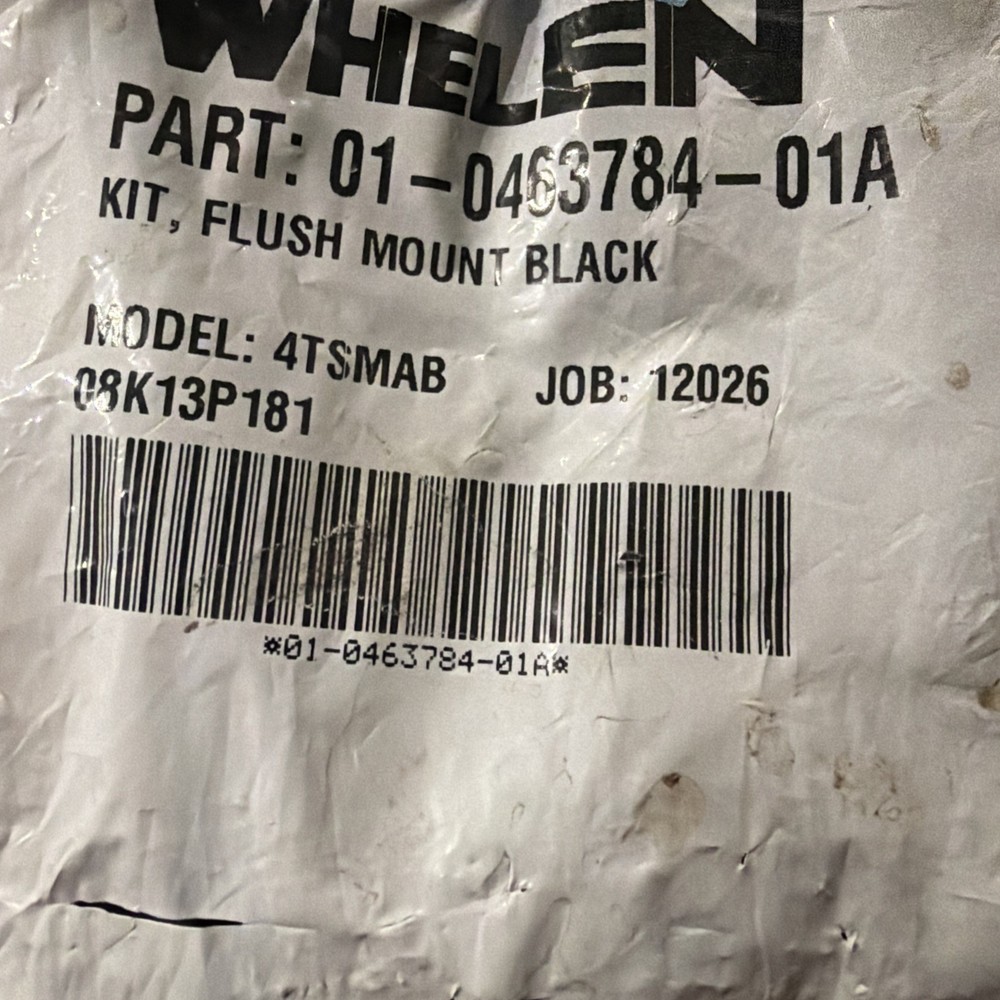 WHELEN
PART: 01-0463784-01A
KIT, FLUSH MOUNT BLACK
MODEL: 4TSMAB JOB: 12026
08K13P181
*01-0463784-01A*